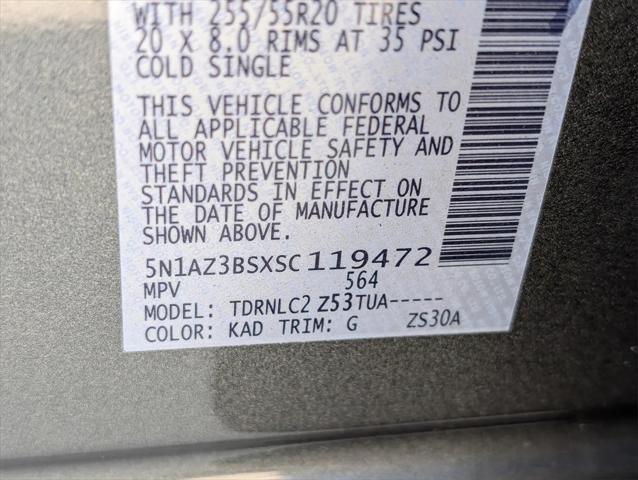 WITH 255/55R20 TIRES
20 X 8.0 RIMS AT 35 PSI
COLD SINGLE
THIS VEHICLE CONFORMS TO
ALL APPLICABLE FEDERAL
MOTOR VEHICLE SAFETY AND
THEFT PREVENTION
STANDARDS IN EFFECT ON
THE DATE OF MANUFACTURE
SHOWN ABOVE.
5N1AZ3BSXSC119472
MPV 564
MODEL: TDRNLC2 Z53TUA-----
COLOR: KAD TRIM: G ZS30A